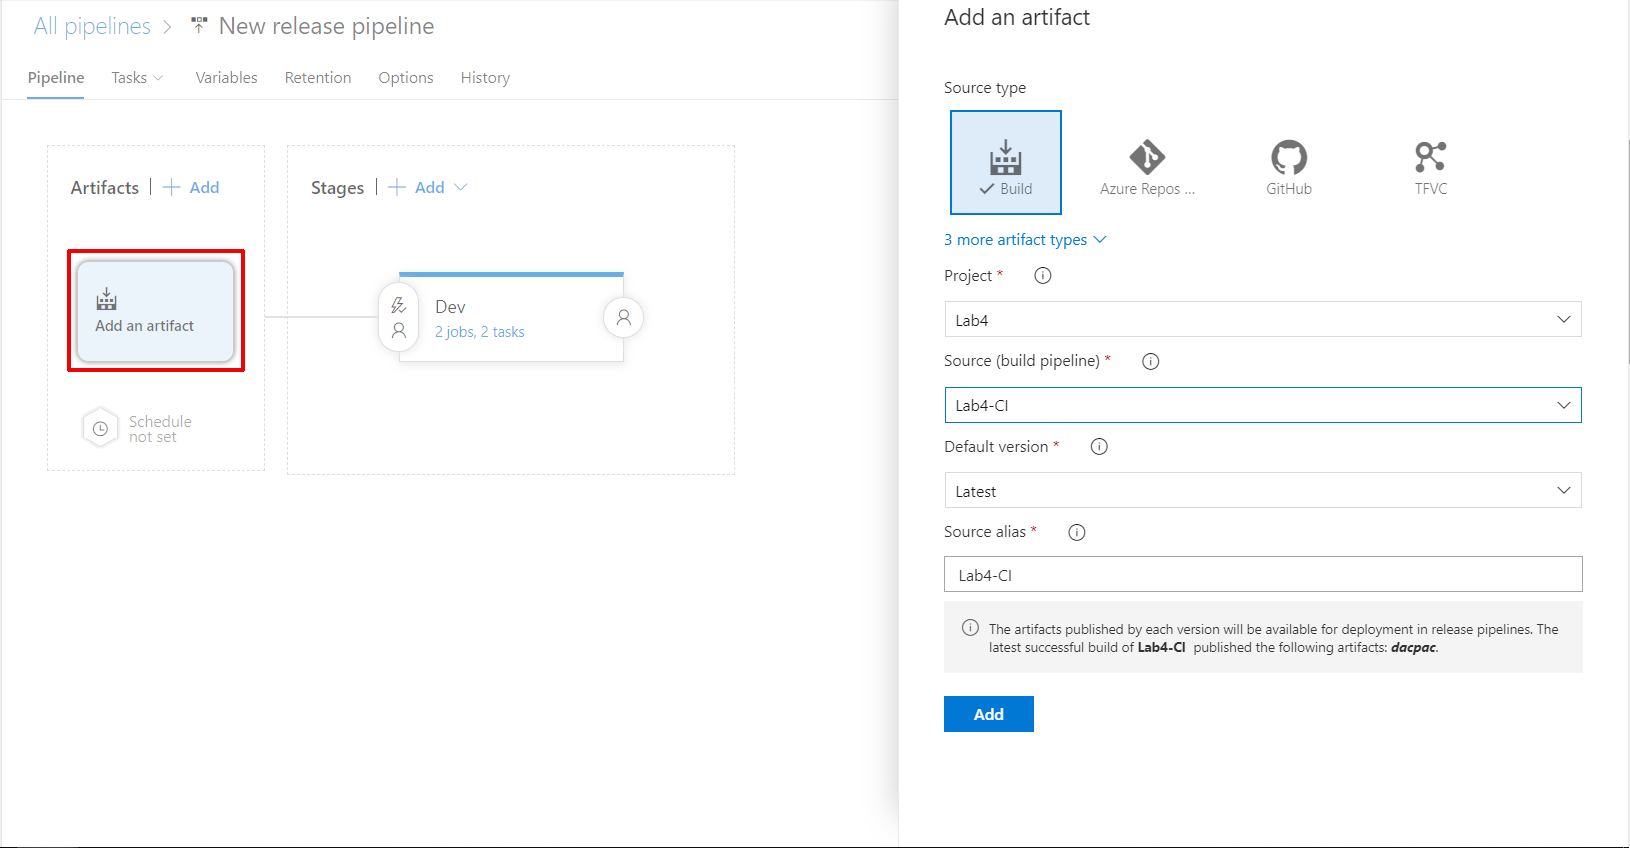 All pipelines > New release pipeline
Pipeline Tasks Variables Retention Options History
Artifacts | + Add
Add an artifact
Schedule
not set
Stages | + Add
Dev
2 jobs, 2 tasks
Add an artifact
Source type
Build
Azure Repos ...
GitHub
TFVC
3 more artifact types
Project *
Lab4
Source (build pipeline) *
Lab4-CI
Default version *
Latest
Source alias *
Lab4-CI
The artifacts published by each version will be available for deployment in release pipelines. The
latest successful build of Lab4-CI published the following artifacts: dacpac.
Add